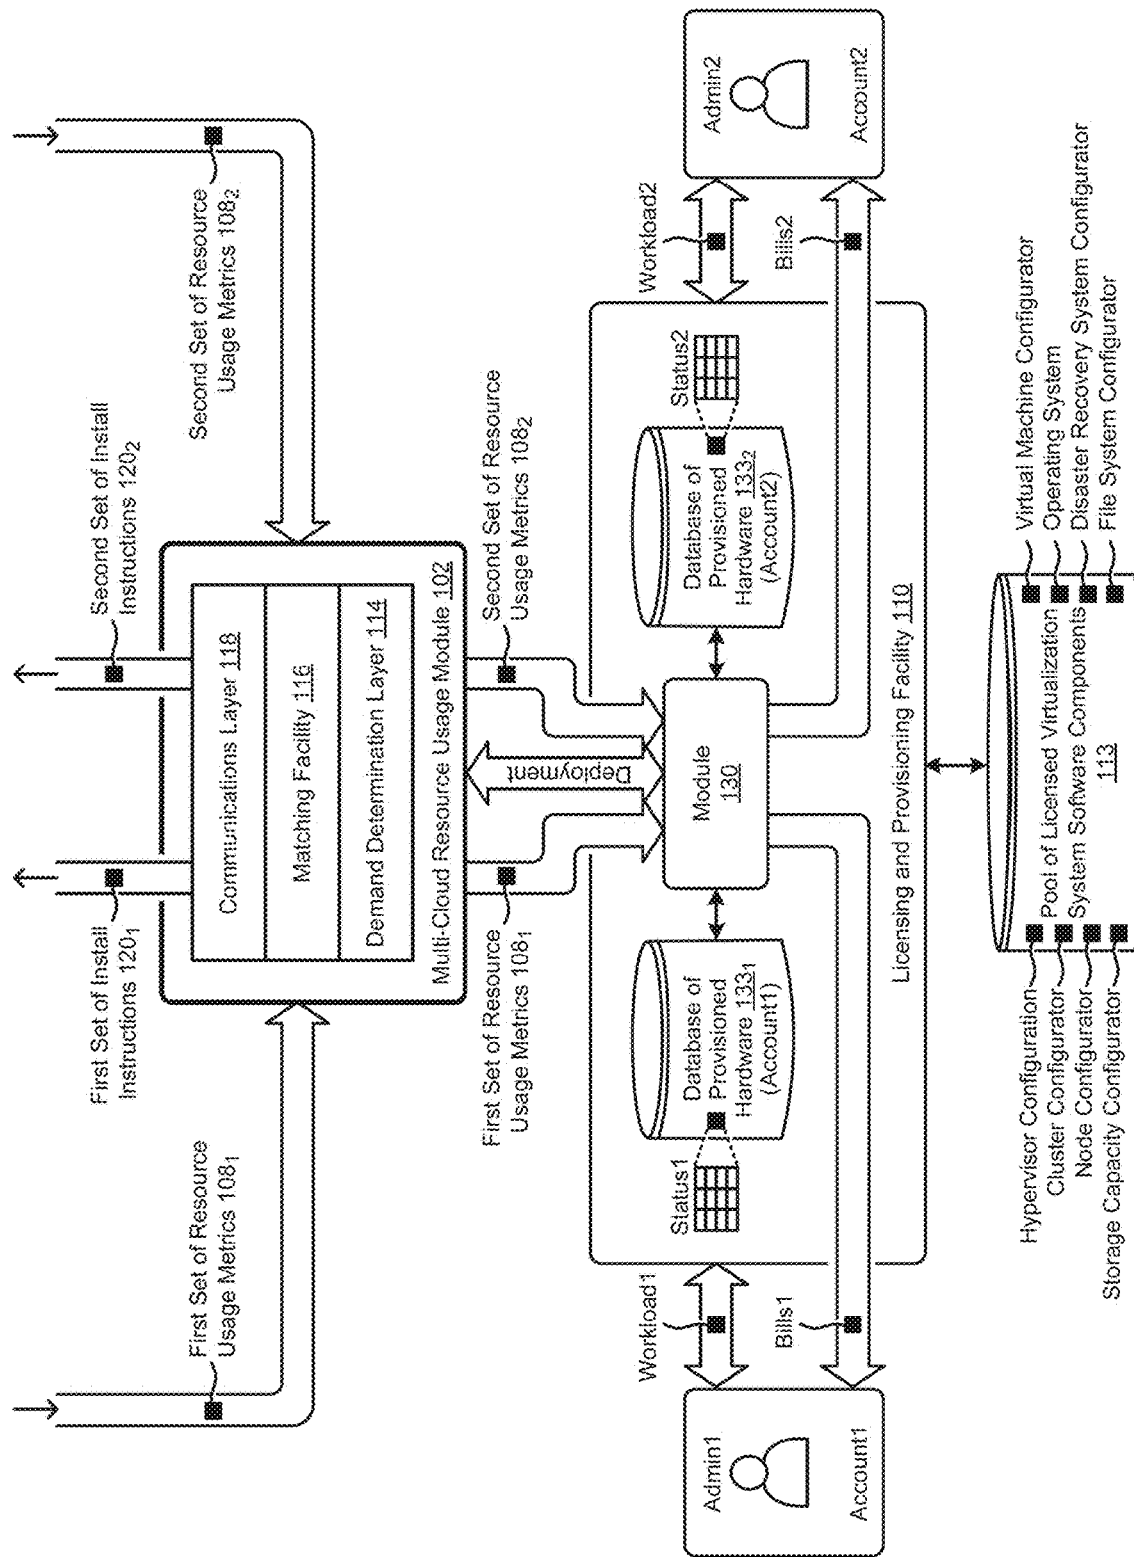 First Set of Resource
Usage Metrics 108₁
First Set of Install
Instructions 120₁
Second Set of Install
Instructions 120₂
Second Set of Resource
Usage Metrics 108₂
Communications Layer 118
Matching Facility 116
Demand Determination Layer 114
Multi-Cloud Resource Usage Module 102
First Set of Resource
Usage Metrics 108₁
Deployment
Second Set of Resource
Usage Metrics 108₂
Admin1
Account1
Workload1
Bills1
Status1
Database of
Provisioned
Hardware 133₁
(Account1)
Module
130
Database of
Provisioned
Hardware 133₂
(Account2)
Status2
Workload2
Bills2
Admin2
Account2
Licensing and Provisioning Facility 110
Hypervisor Configuration
Cluster Configurator
Node Configurator
Storage Capacity Configurator
Pool of Licensed Virtualization
System Software Components
113
Virtual Machine Configurator
Operating System
Disaster Recovery System Configurator
File System Configurator